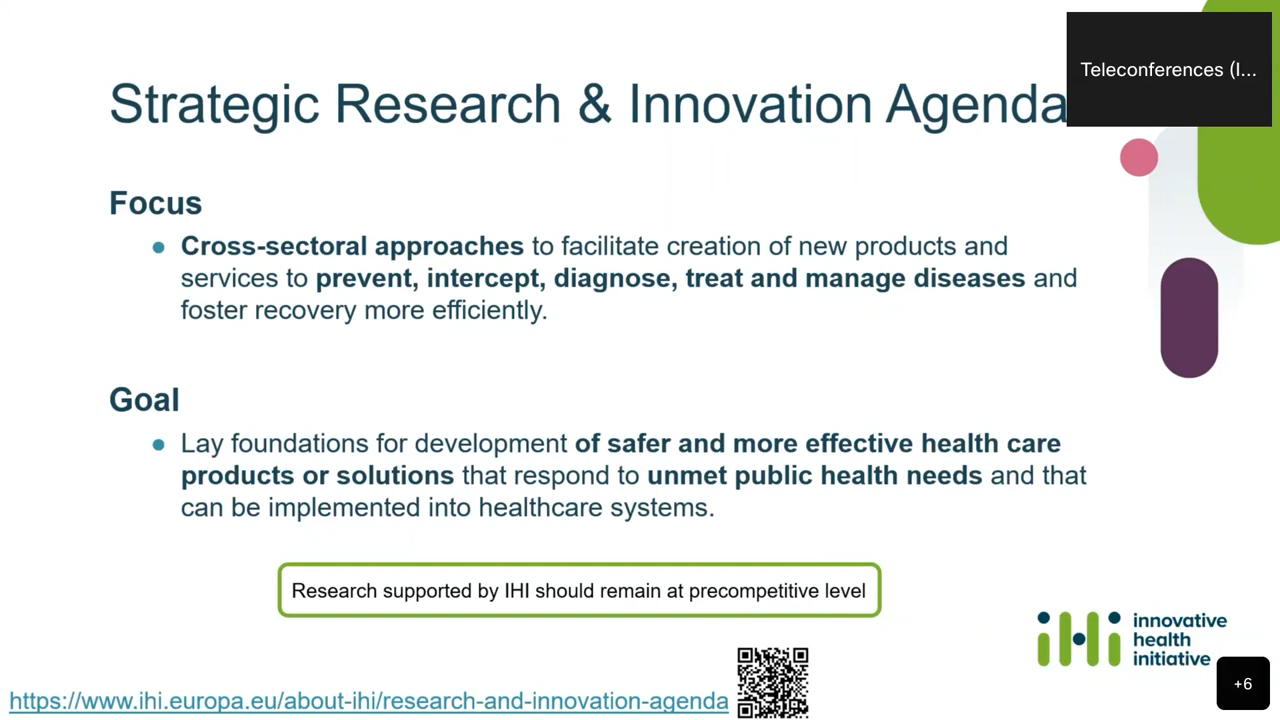 Teleconferences (I...
Strategic Research & Innovation Agenda
Focus
● Cross-sectoral approaches to facilitate creation of new products and
services to prevent, intercept, diagnose, treat and manage diseases and
foster recovery more efficiently.
Goal
● Lay foundations for development of safer and more effective health care
products or solutions that respond to unmet public health needs and that
can be implemented into healthcare systems.
Research supported by IHI should remain at precompetitive level
iHi innovative
health
initiative
+6
https://www.ihi.europa.eu/about-ihi/research-and-innovation-agenda